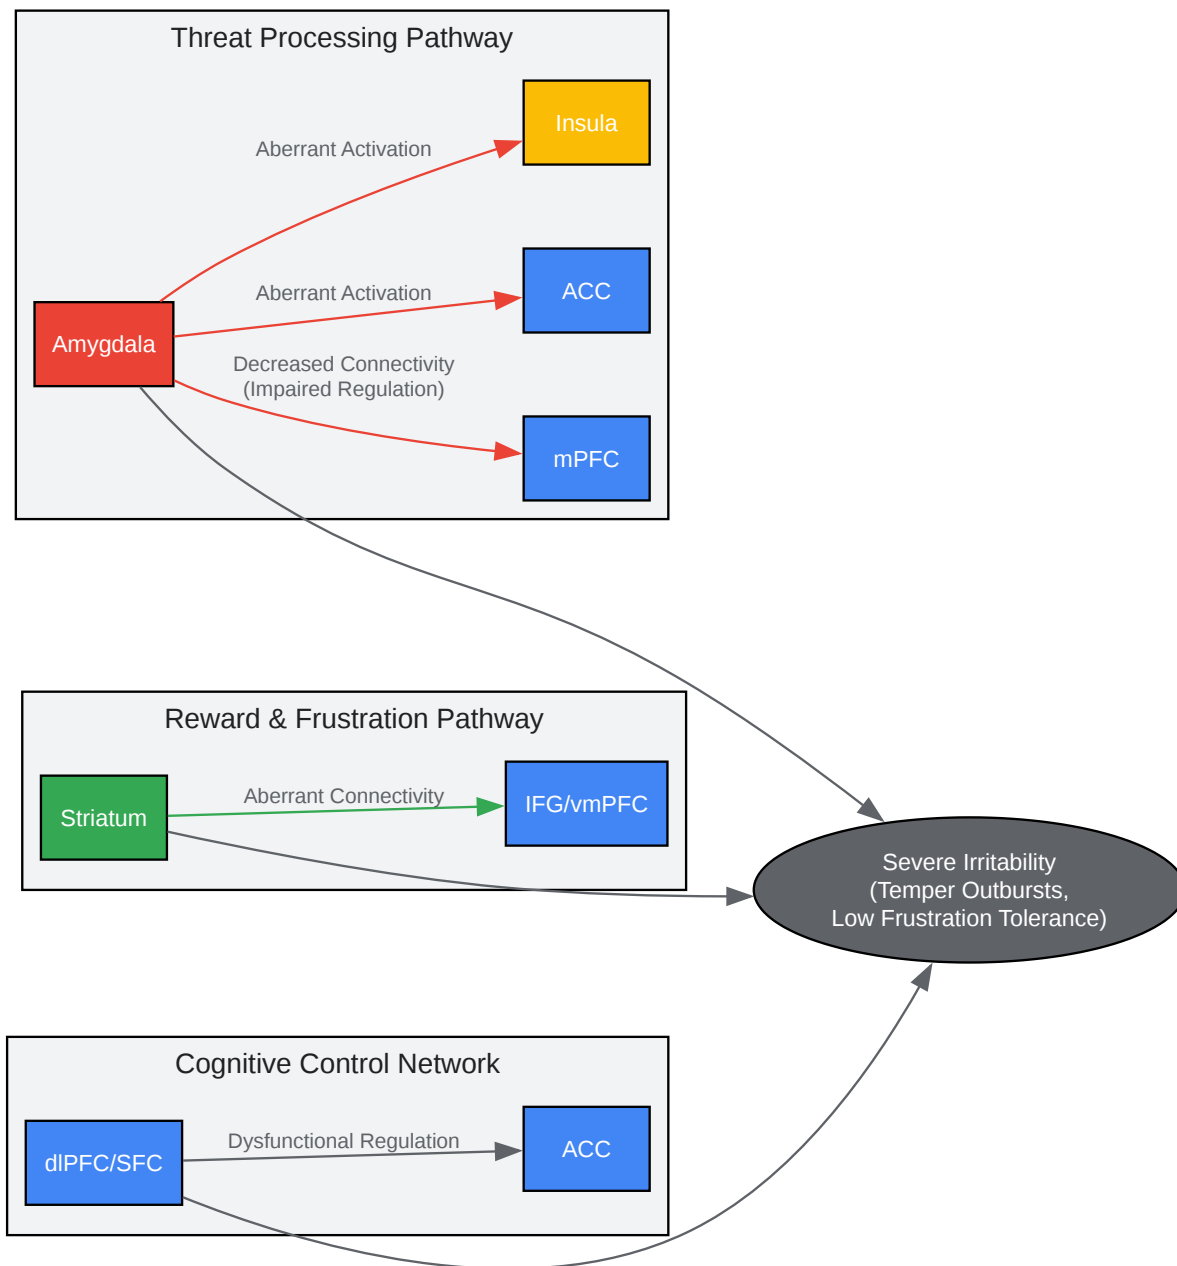 Threat Processing Pathway
Insula
Aberrant Activation
ACC
Aberrant Activation
Amygdala
Decreased Connectivity
(Impaired Regulation)
mPFC
Reward & Frustration Pathway
Striatum
Aberrant Connectivity
IFG/vmPFC
Severe Irritability
(Temper Outbursts,
Low Frustration Tolerance)
Cognitive Control Network
dlPFC/SFC
Dysfunctional Regulation
ACC